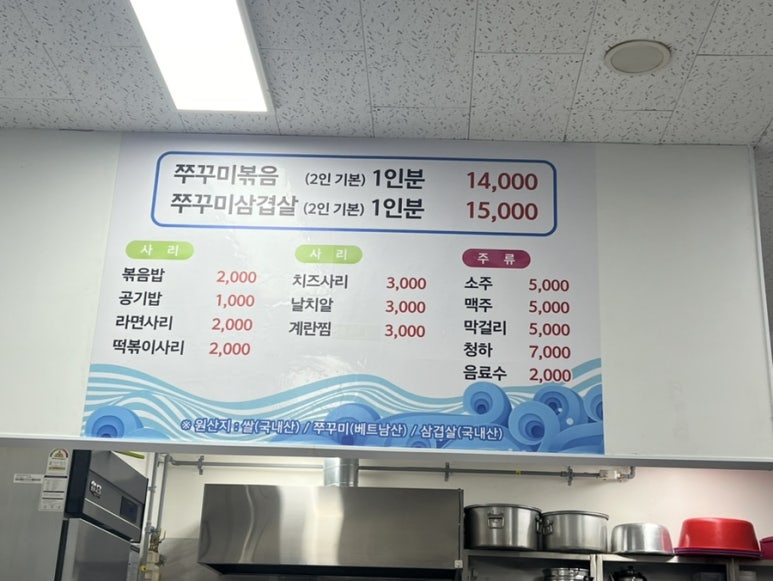 쭈꾸미볶음 (2인 기본) 1인분 14,000
쭈꾸미삼겹살 (2인 기본) 1인분 15,000
사 리
볶음밥 2,000
공기밥 1,000
라면사리 2,000
떡볶이사리 2,000
사 리
치즈사리 3,000
날치알 3,000
계란찜 3,000
주 류
소주 5,000
맥주 5,000
막걸리 5,000
청하 7,000
음료수 2,000
※ 원산지 : 쌀(국내산) / 쭈꾸미(베트남산) / 삼겹살(국내산)